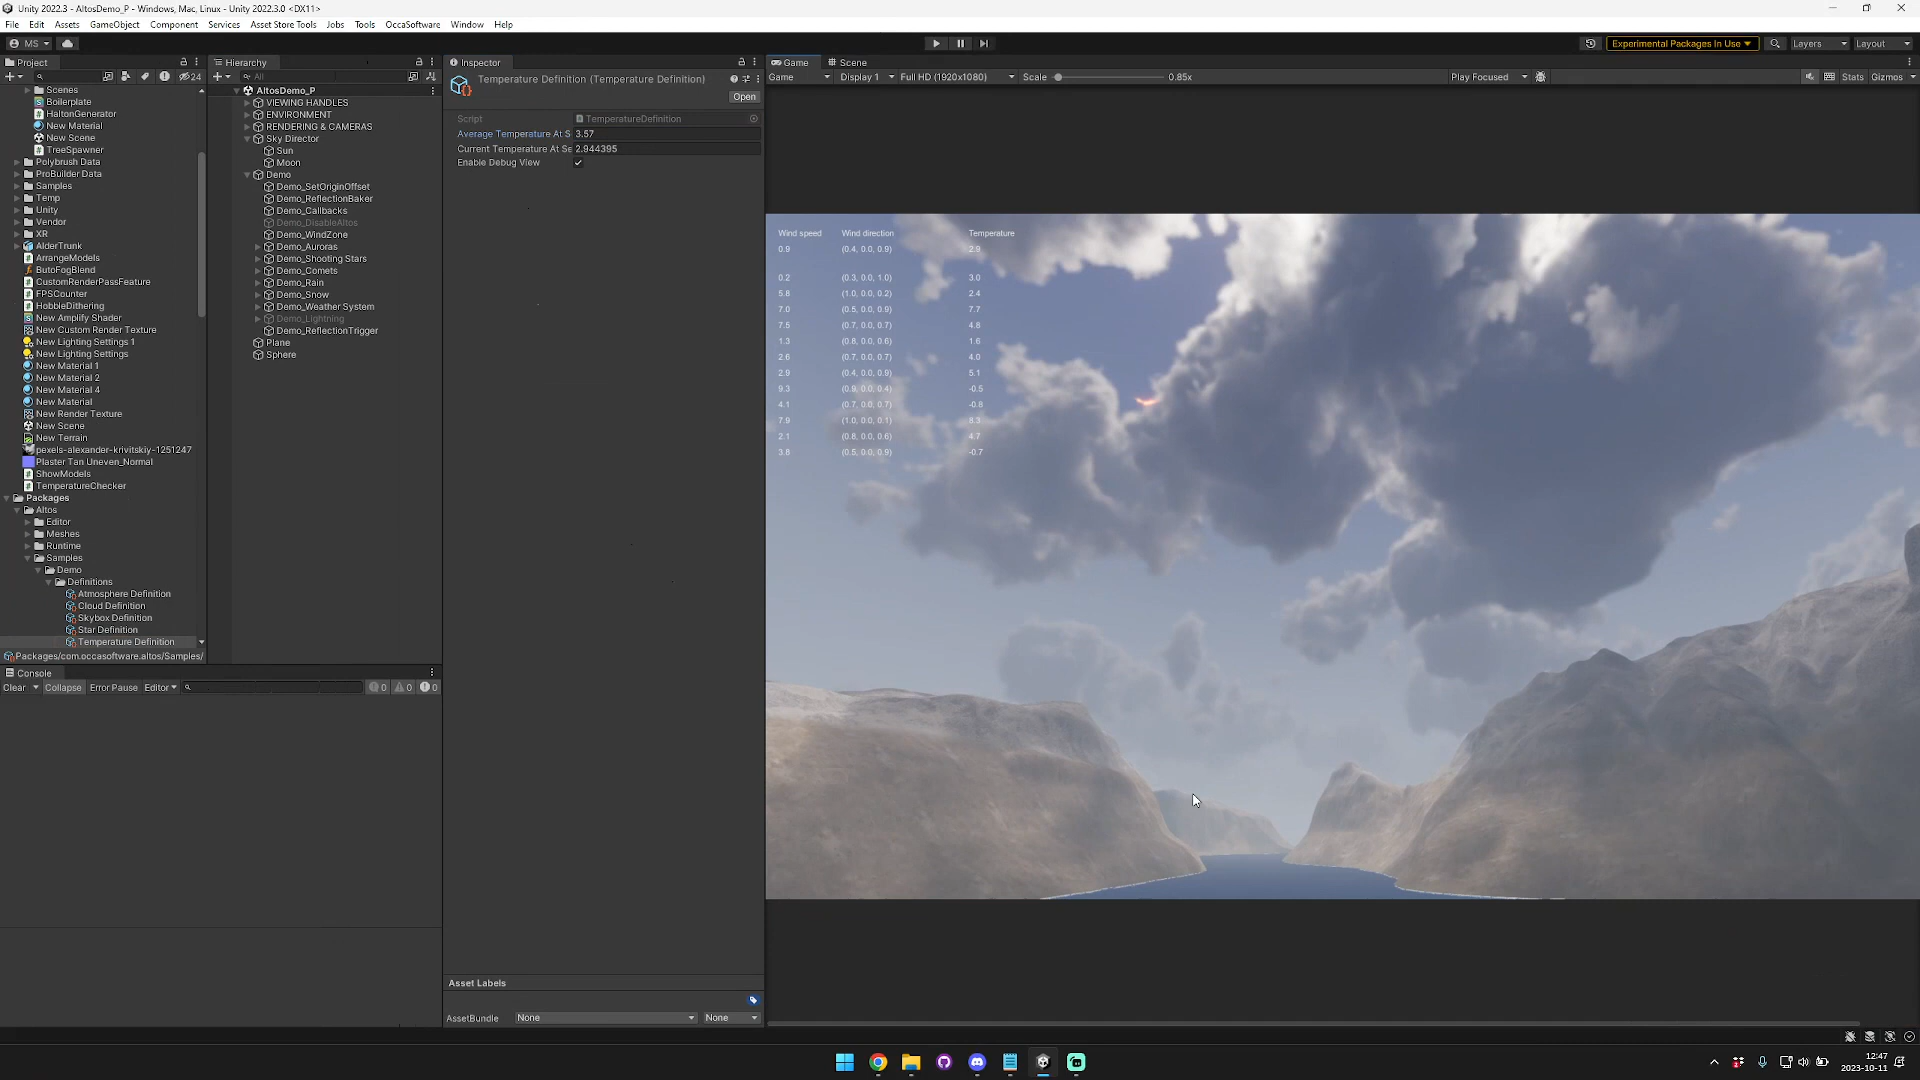 Unity 2022.3 - AltosDemo_P - Windows, Mac, Linux - Unity 2022.3.0 <DX11>
File Edit Assets GameObject Component Services Asset Store Tools Jobs Tools OccaSoftware Window Help
MS
Experimental Packages In Use
Layers
Layout
Project
24
Scenes
Boilerplate
HaltonGenerator
New Material
New Scene
TreeSpawner
Polybrush Data
ProBuilder Data
Samples
Temp
Unity
Vendor
XR
AlderTrunk
ArrangeModels
ButoFogBlend
CustomRenderPassFeature
FPSCounter
HobbleDithering
New Amplify Shader
New Custom Render Texture
New Lighting Settings 1
New Lighting Settings
New Material 1
New Material 2
New Material 4
New Material
New Render Texture
New Scene
New Terrain
pexels-alexander-krivitskiy-1251247
Plaster Tan Uneven_Normal
ShowModels
TemperatureChecker
Packages
Altos
Editor
Meshes
Runtime
Samples
Demo
Definitions
Atmosphere Definition
Cloud Definition
Skybox Definition
Star Definition
Temperature Definition
Packages/com.occasoftware.altos/Samples/
Hierarchy
All
AltosDemo_P
VIEWING HANDLES
ENVIRONMENT
RENDERING & CAMERAS
Sky Director
Sun
Moon
Demo
Demo_SetOriginOffset
Demo_ReflectionBaker
Demo_Callbacks
Demo_DisableAltos
Demo_WindZone
Demo_Auroras
Demo_Shooting Stars
Demo_Comets
Demo_Rain
Demo_Snow
Demo_Weather System
Demo_Lightning
Demo_ReflectionTrigger
Plane
Sphere
Inspector
Temperature Definition (Temperature Definition)
Open
Script TemperatureDefinition
Average Temperature At S 3.57
Current Temperature At Se 2.944395
Enable Debug View
Asset Labels
AssetBundle None None
Console
Clear Collapse Error Pause Editor 0 0 0
Game Scene
Game Display 1 Full HD (1920x1080) Scale 0.85x Play Focused Stats Gizmos
Wind speed Wind direction Temperature
0.9 (0.4, 0.0, 0.9) 2.9
0.2 (0.3, 0.0, 1.0) 3.0
5.8 (1.0, 0.0, 0.2) 2.4
7.0 (0.5, 0.0, 0.9) 7.7
7.5 (0.7, 0.0, 0.7) 4.8
1.3 (0.8, 0.0, 0.6) 1.6
2.6 (0.7, 0.0, 0.7) 4.0
2.9 (0.4, 0.0, 0.9) 5.1
9.3 (0.9, 0.0, 0.4) -0.5
4.1 (0.7, 0.0, 0.7) -0.8
7.9 (1.0, 0.0, 0.1) 8.3
2.1 (0.8, 0.0, 0.6) 4.7
3.8 (0.5, 0.0, 0.9) -0.7
12:47
2023-10-11